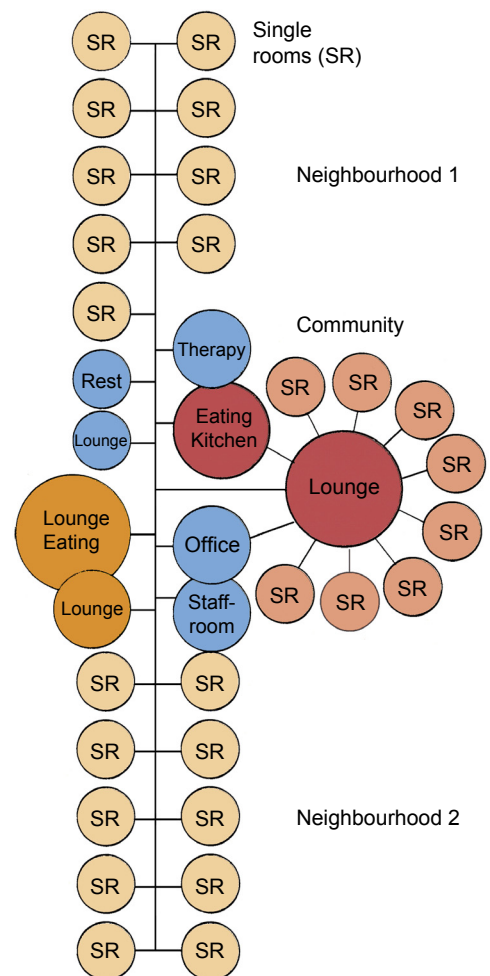 SR SR Single
rooms (SR)
SR SR
SR SR Neighbourhood 1
SR SR
SR
Community
Therapy
Rest
SR SR SR SR SR SR SR SR SR
Eating
Kitchen
Lounge
Lounge
Lounge
Eating
Office
Lounge
Staff-
room
SR SR
SR SR
SR SR Neighbourhood 2
SR SR
SR SR